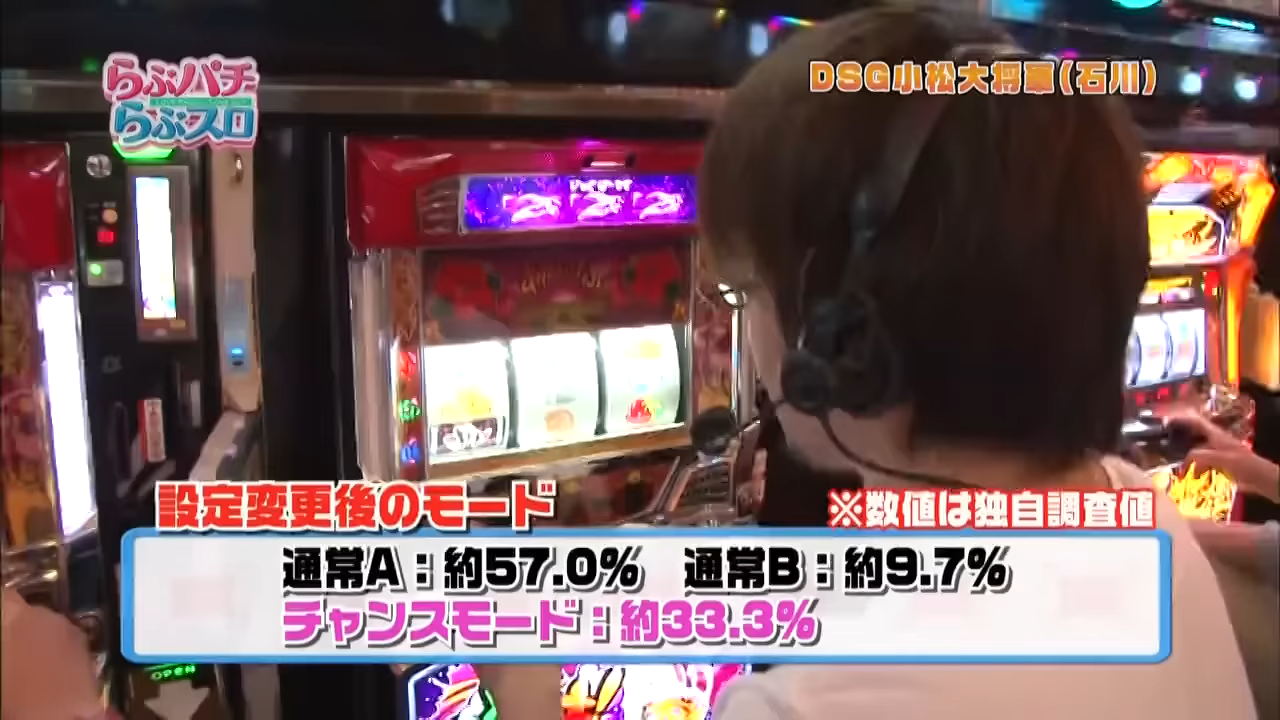 らぶパチ
らぶスロ
DSG小松大将軍(石川)
設定変更後のモード
※数値は独自調査値
通常A：約57.0% 通常B：約9.7%
チャンスモード：約33.3%
OPEN